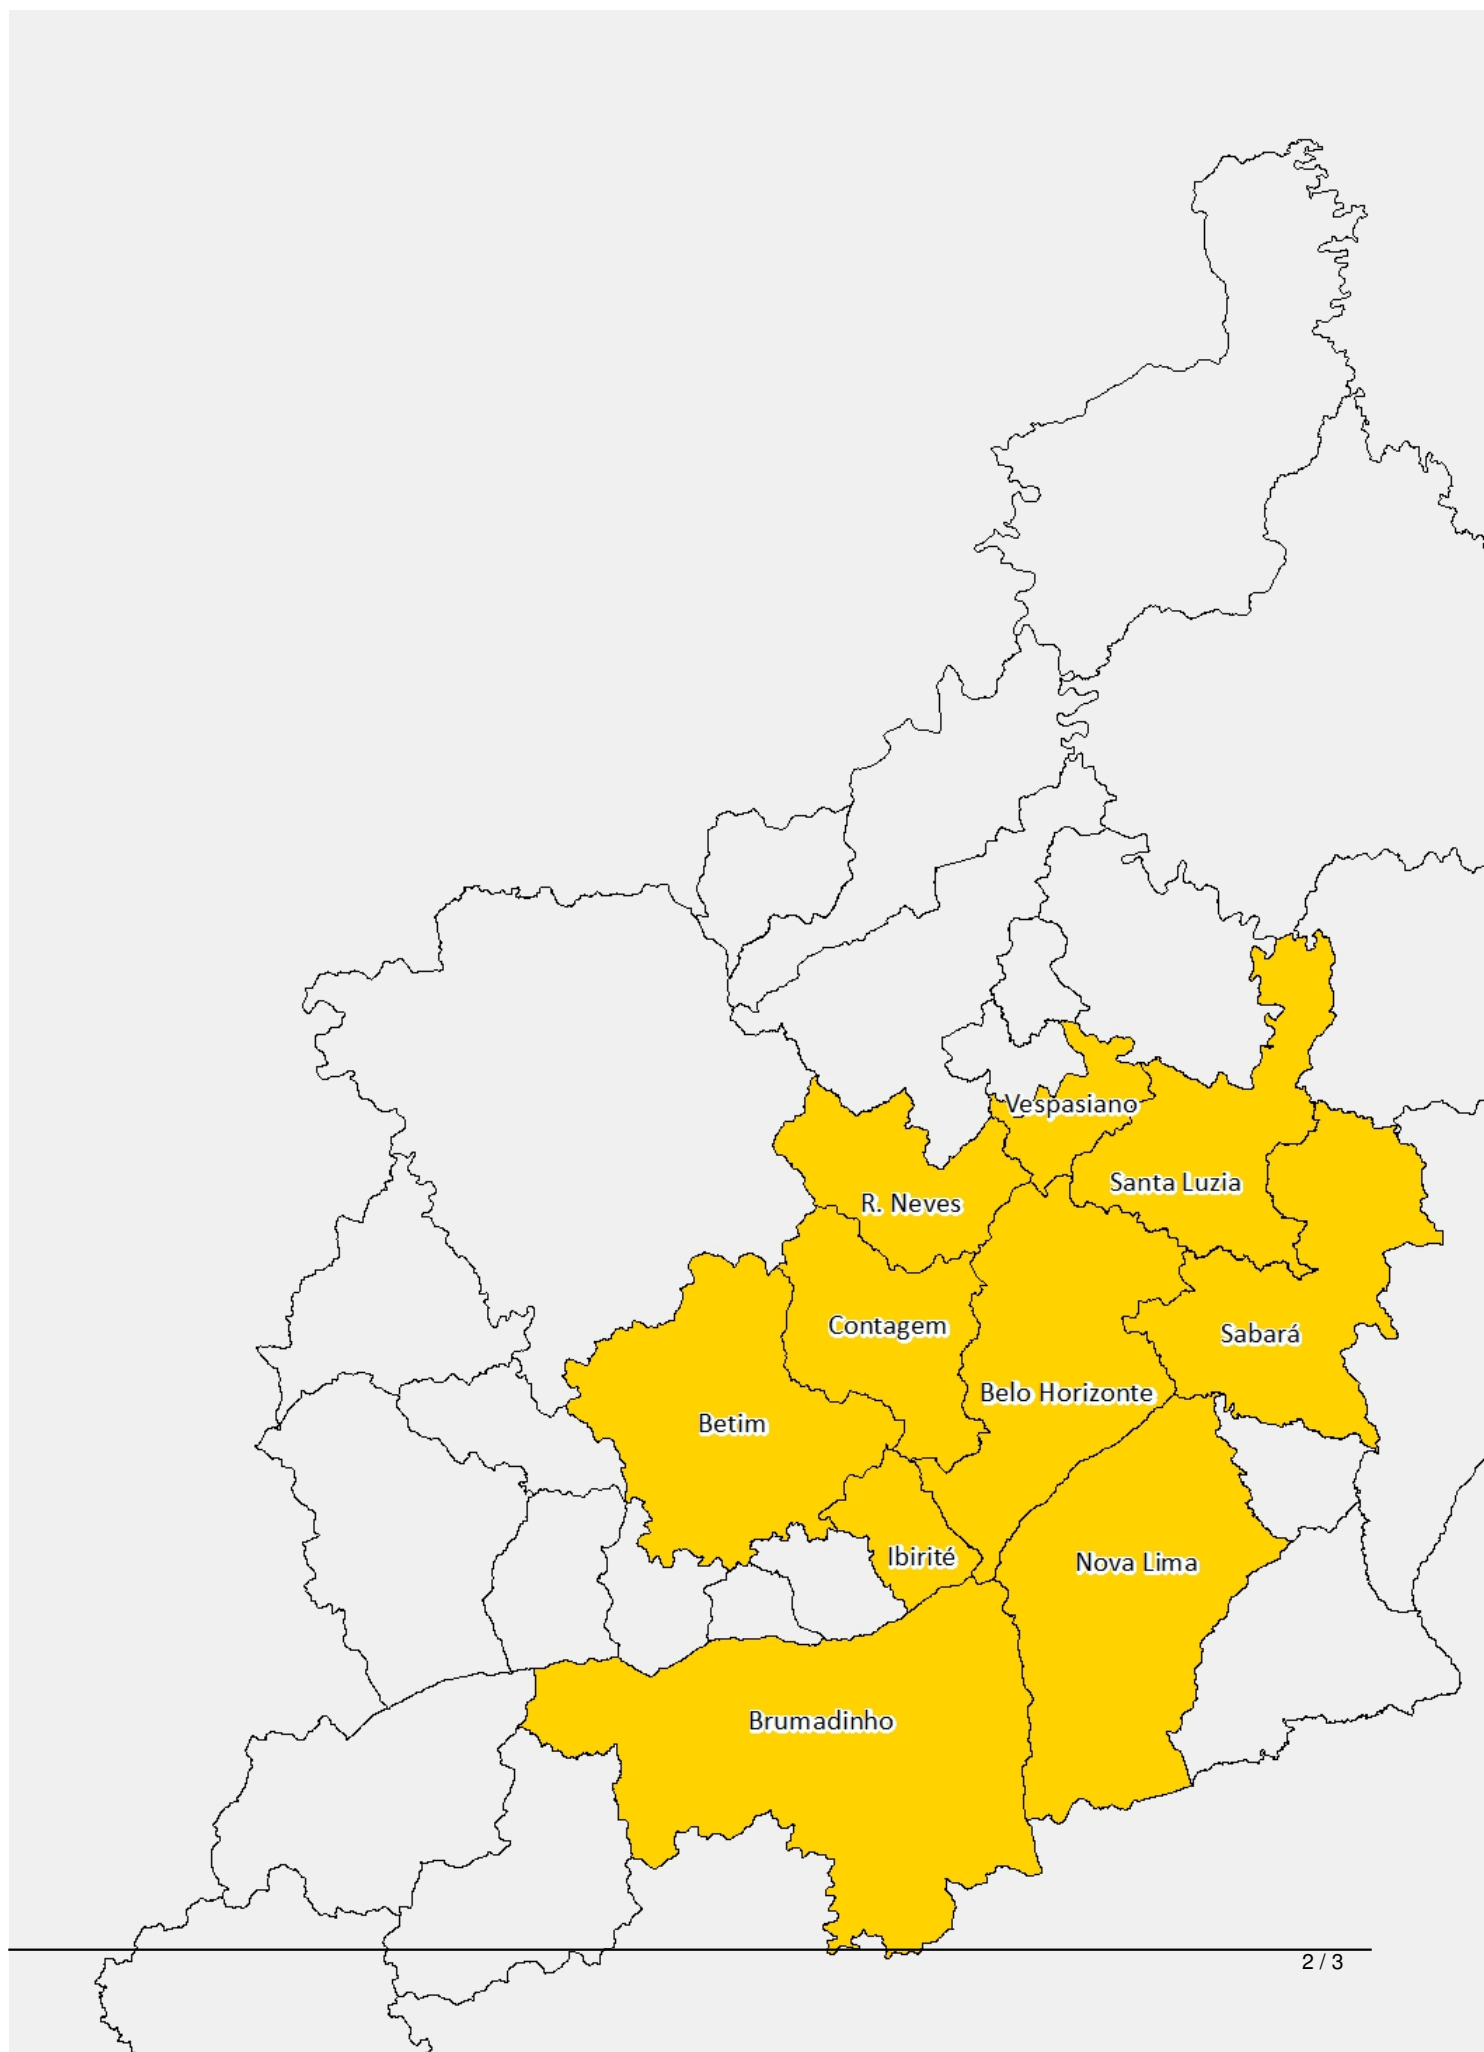 Vespasiano
Santa Luzia
R. Neves
Contagem
Sabará
Belo Horizonte
Betim
Ibirité
Nova Lima
Brumadinho
2 / 3